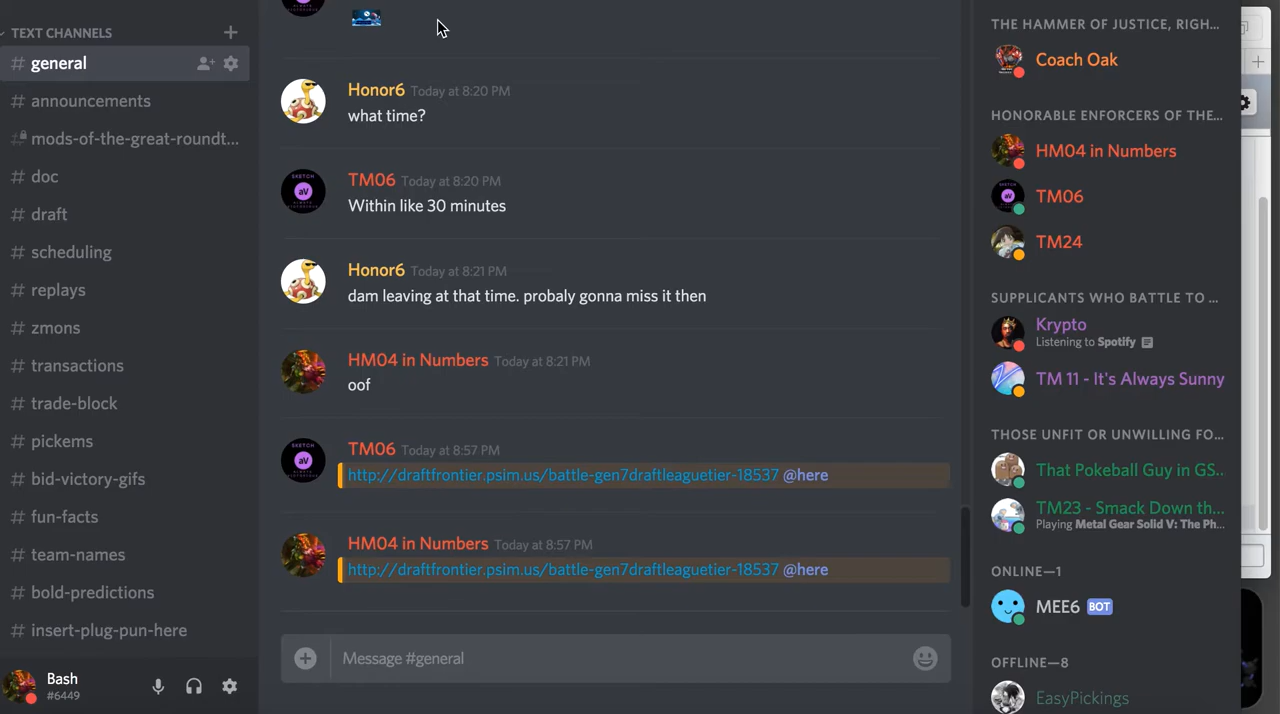 TEXT CHANNELS
# general
# announcements
# mods-of-the-great-roundt...
# doc
# draft
# scheduling
# replays
# zmons
# transactions
# trade-block
# pickems
# bid-victory-gifs
# fun-facts
# team-names
# bold-predictions
# insert-plug-pun-here
Bash
#6449
Honor6 Today at 8:20 PM
what time?
SKETCH
aV
TM06 Today at 8:20 PM
Within like 30 minutes
Honor6 Today at 8:21 PM
dam leaving at that time. probaly gonna miss it then
HM04 in Numbers Today at 8:21 PM
oof
SKETCH
aV
TM06 Today at 8:57 PM
http://draftfrontier.psim.us/battle-gen7draftleaguetier-18537 @here
HM04 in Numbers Today at 8:57 PM
http://draftfrontier.psim.us/battle-gen7draftleaguetier-18537 @here
Message #general
THE HAMMER OF JUSTICE, RIGH...
Coach Oak
HONORABLE ENFORCERS OF THE...
HM04 in Numbers
SKETCH
aV
TM06
TM24
SUPPLICANTS WHO BATTLE TO ...
Krypto
Listening to Spotify
TM 11 - It's Always Sunny
THOSE UNFIT OR UNWILLING FO...
That Pokeball Guy in GS...
TM23 - Smack Down th...
Playing Metal Gear Solid V: The Ph...
ONLINE—1
MEE6 BOT
OFFLINE—8
EasyPickings